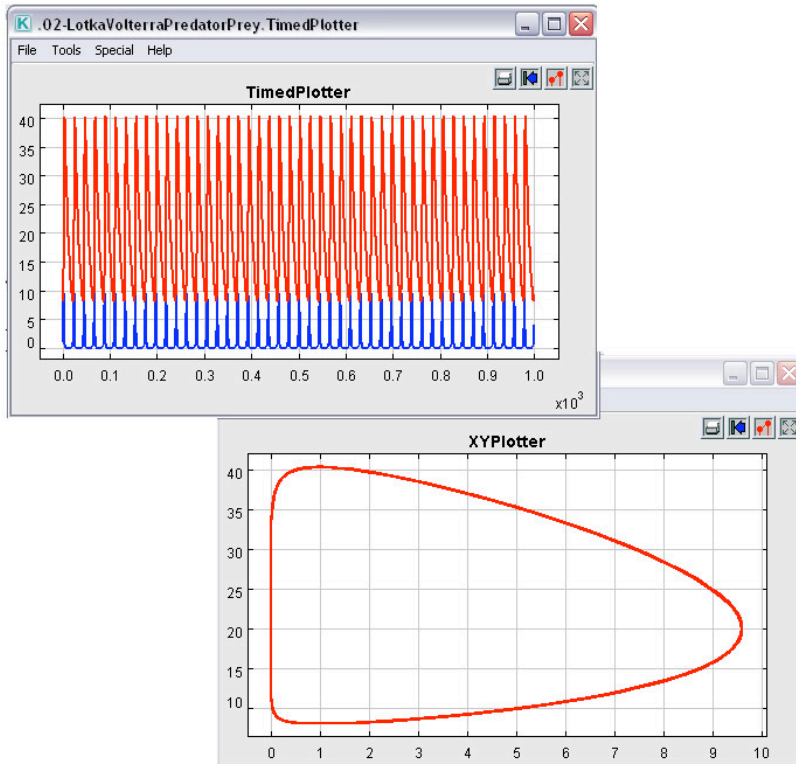 .02-LotkaVolterraPredatorPrey.TimedPlotter
File Tools Special Help
TimedPlotter
40
35
30
25
20
15
10
5
0
0.0 0.1 0.2 0.3 0.4 0.5 0.6 0.7 0.8 0.9 1.0
x10³
XYPlotter
40
35
30
25
20
15
10
0 1 2 3 4 5 6 7 8 9 10